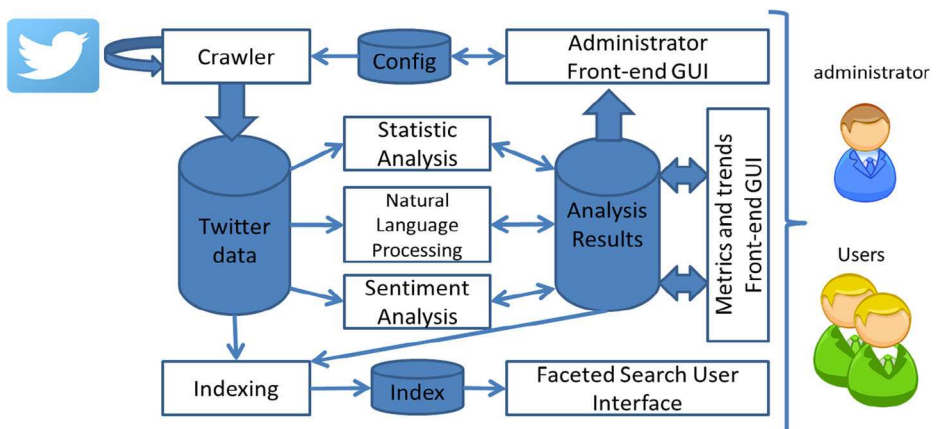 Crawler
Config
Administrator
Front-end GUI
administrator
Statistic
Analysis
Natural
Language
Processing
Sentiment
Analysis
Twitter
data
Analysis
Results
Metrics and trends
Front-end GUI
Users
Indexing
Index
Faceted Search User
Interface